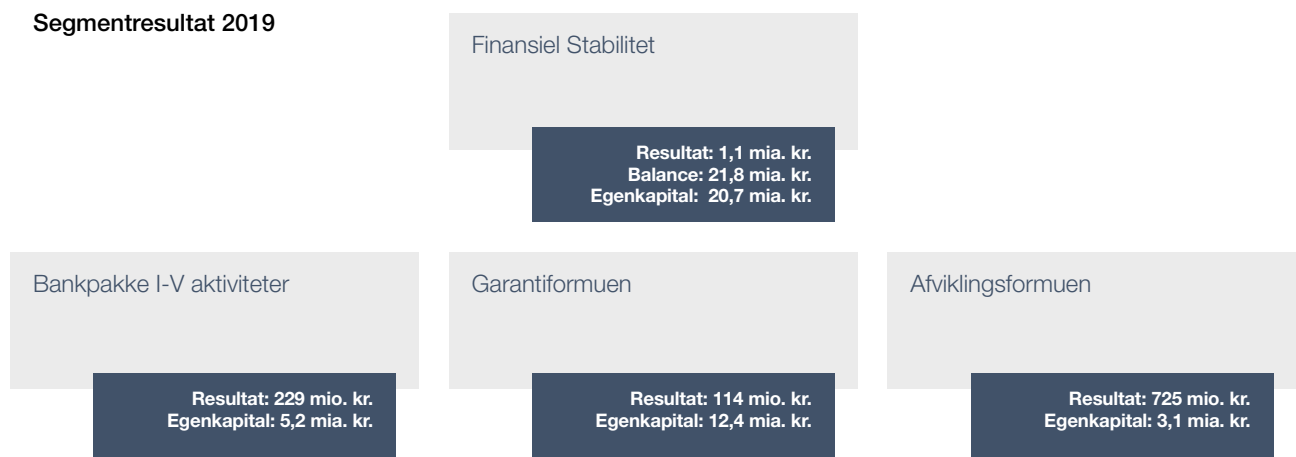 Segmentresultat 2019
Finansiel Stabilitet
Resultat: 1,1 mia. kr.
Balance: 21,8 mia. kr.
Egenkapital: 20,7 mia. kr.
Bankpakke I-V aktiviteter
Resultat: 229 mio. kr.
Egenkapital: 5,2 mia. kr.
Garantiformuen
Resultat: 114 mio. kr.
Egenkapital: 12,4 mia. kr.
Afviklingsformuen
Resultat: 725 mio. kr.
Egenkapital: 3,1 mia. kr.